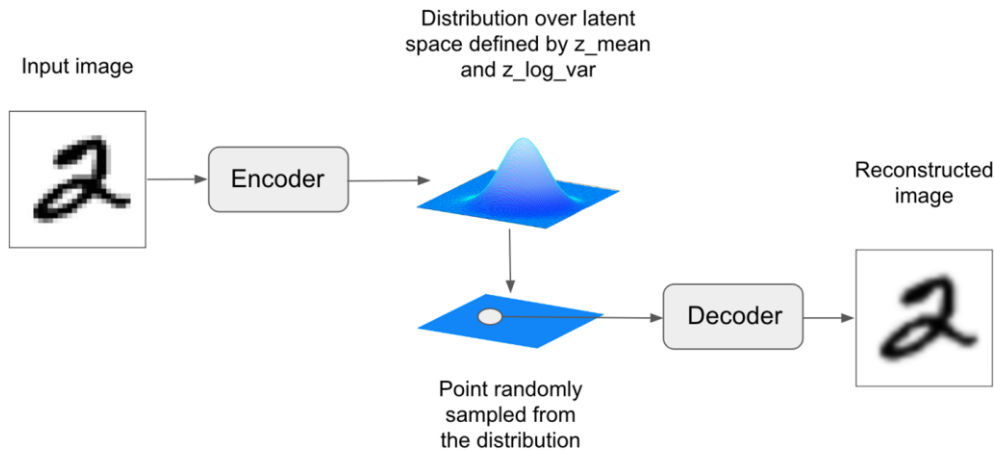 Distribution over latent
space defined by z_mean
and z_log_var
Input image
Encoder
Reconstructed
image
Decoder
Point randomly
sampled from
the distribution